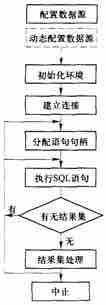 配置数据源
动态配置数据源
初始化环境
建立连接
分配语句句柄
执行SQL语句
有
有无结果集
无
结果集处理
中止